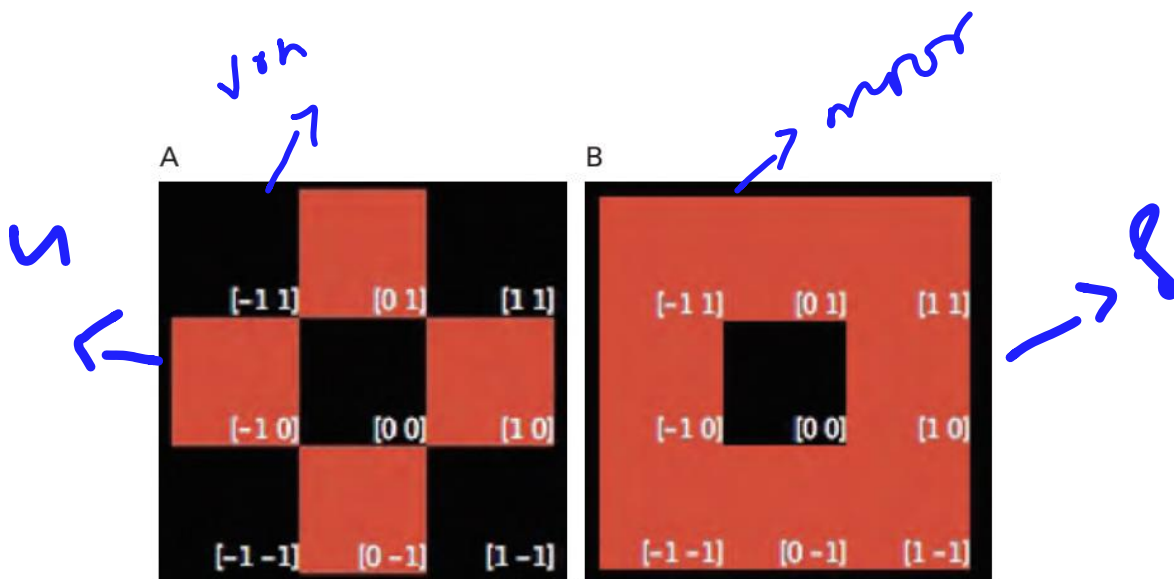 von
A
B
[-1 1] [0 1] [1 1]
[-1 0] [0 0] [1 0]
[-1 -1] [0 -1] [1 -1]
[-1 1] [0 1] [1 1]
[-1 0] [0 0] [1 0]
[-1 -1] [0 -1] [1 -1]